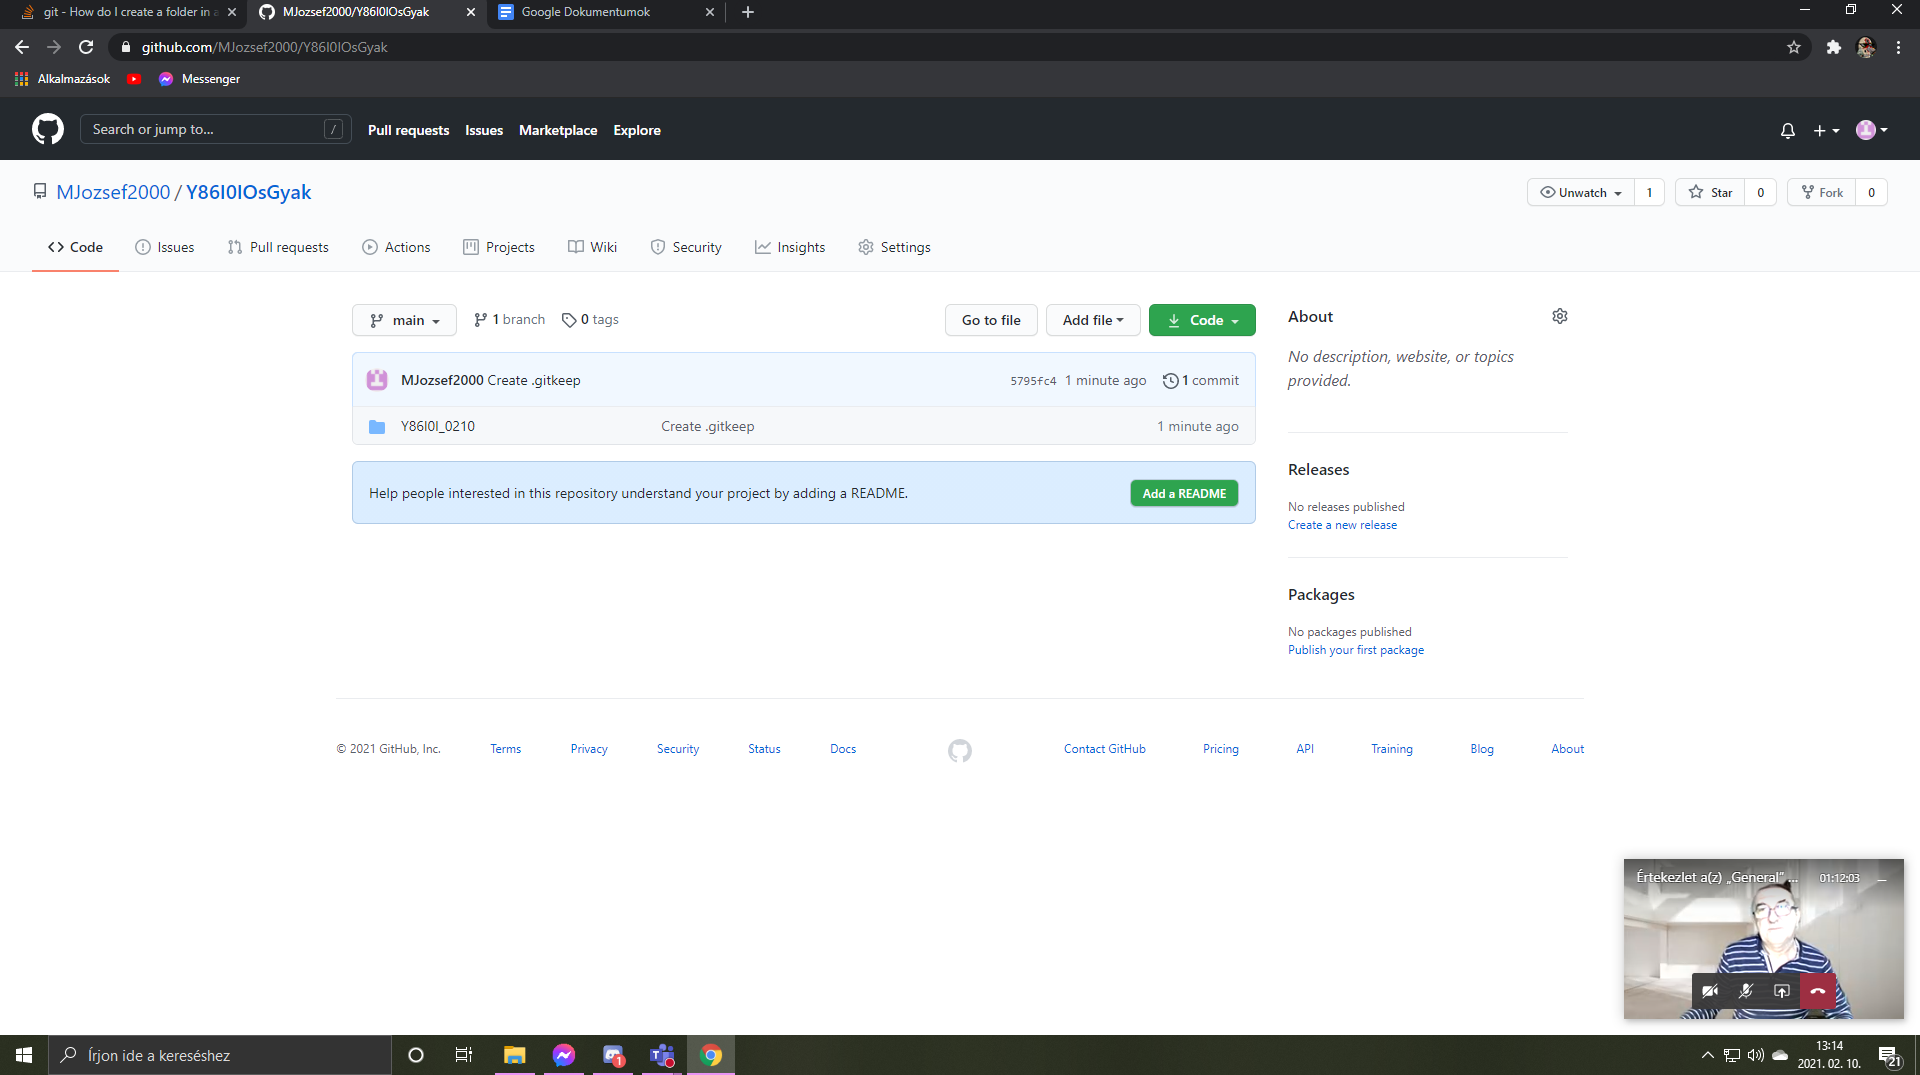 git - How do I create a folder in a
MJozsef2000/Y86I0IOsGyak
Google Dokumentumok
github.com/MJozsef2000/Y86I0IOsGyak
Alkalmazások
Messenger
Search or jump to...
/
Pull requests
Issues
Marketplace
Explore
MJozsef2000 / Y86I0IOsGyak
Unwatch
1
Star
0
Fork
0
Code
Issues
Pull requests
Actions
Projects
Wiki
Security
Insights
Settings
main
1 branch
0 tags
Go to file
Add file
Code
MJozsef2000 Create .gitkeep
5795fc4
1 minute ago
1 commit
Y86I0I_0210
Create .gitkeep
1 minute ago
Help people interested in this repository understand your project by adding a README.
Add a README
About
No description, website, or topics
provided.
Releases
No releases published
Create a new release
Packages
No packages published
Publish your first package
© 2021 GitHub, Inc.
Terms
Privacy
Security
Status
Docs
Contact GitHub
Pricing
API
Training
Blog
About
Értekezlet a(z) „General” ...
01:12:03
Írjon ide a kereséshez
1
13:14
2021. 02. 10.
21